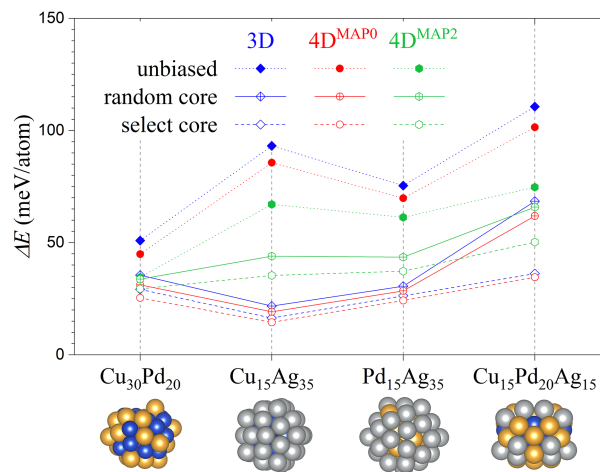 150
100
50
0
ΔE (meV/atom)
3D 4D^MAP0 4D^MAP2
unbiased
random core
select core
Cu₃₀Pd₂₀ Cu₁₅Ag₃₅ Pd₁₅Ag₃₅ Cu₁₅Pd₂₀Ag₁₅